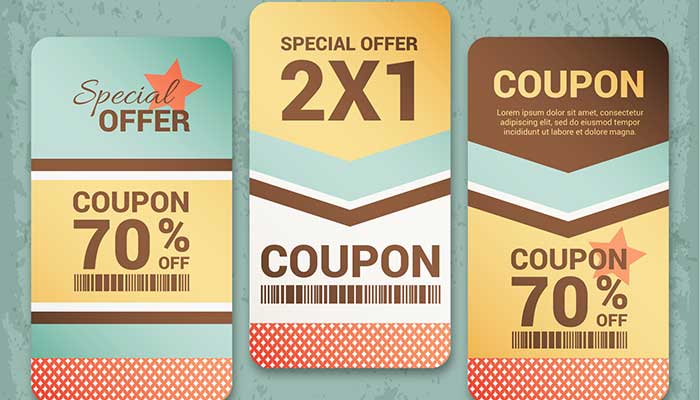 Special
OFFER
COUPON
70% OFF
SPECIAL OFFER
2X1
COUPON
COUPON
Lorem ipsum dolor sit amet, consectetur
adipiscing elit, sed do eiusmod tempor
incididunt ut labore et dolore magna.
COUPON
70% OFF